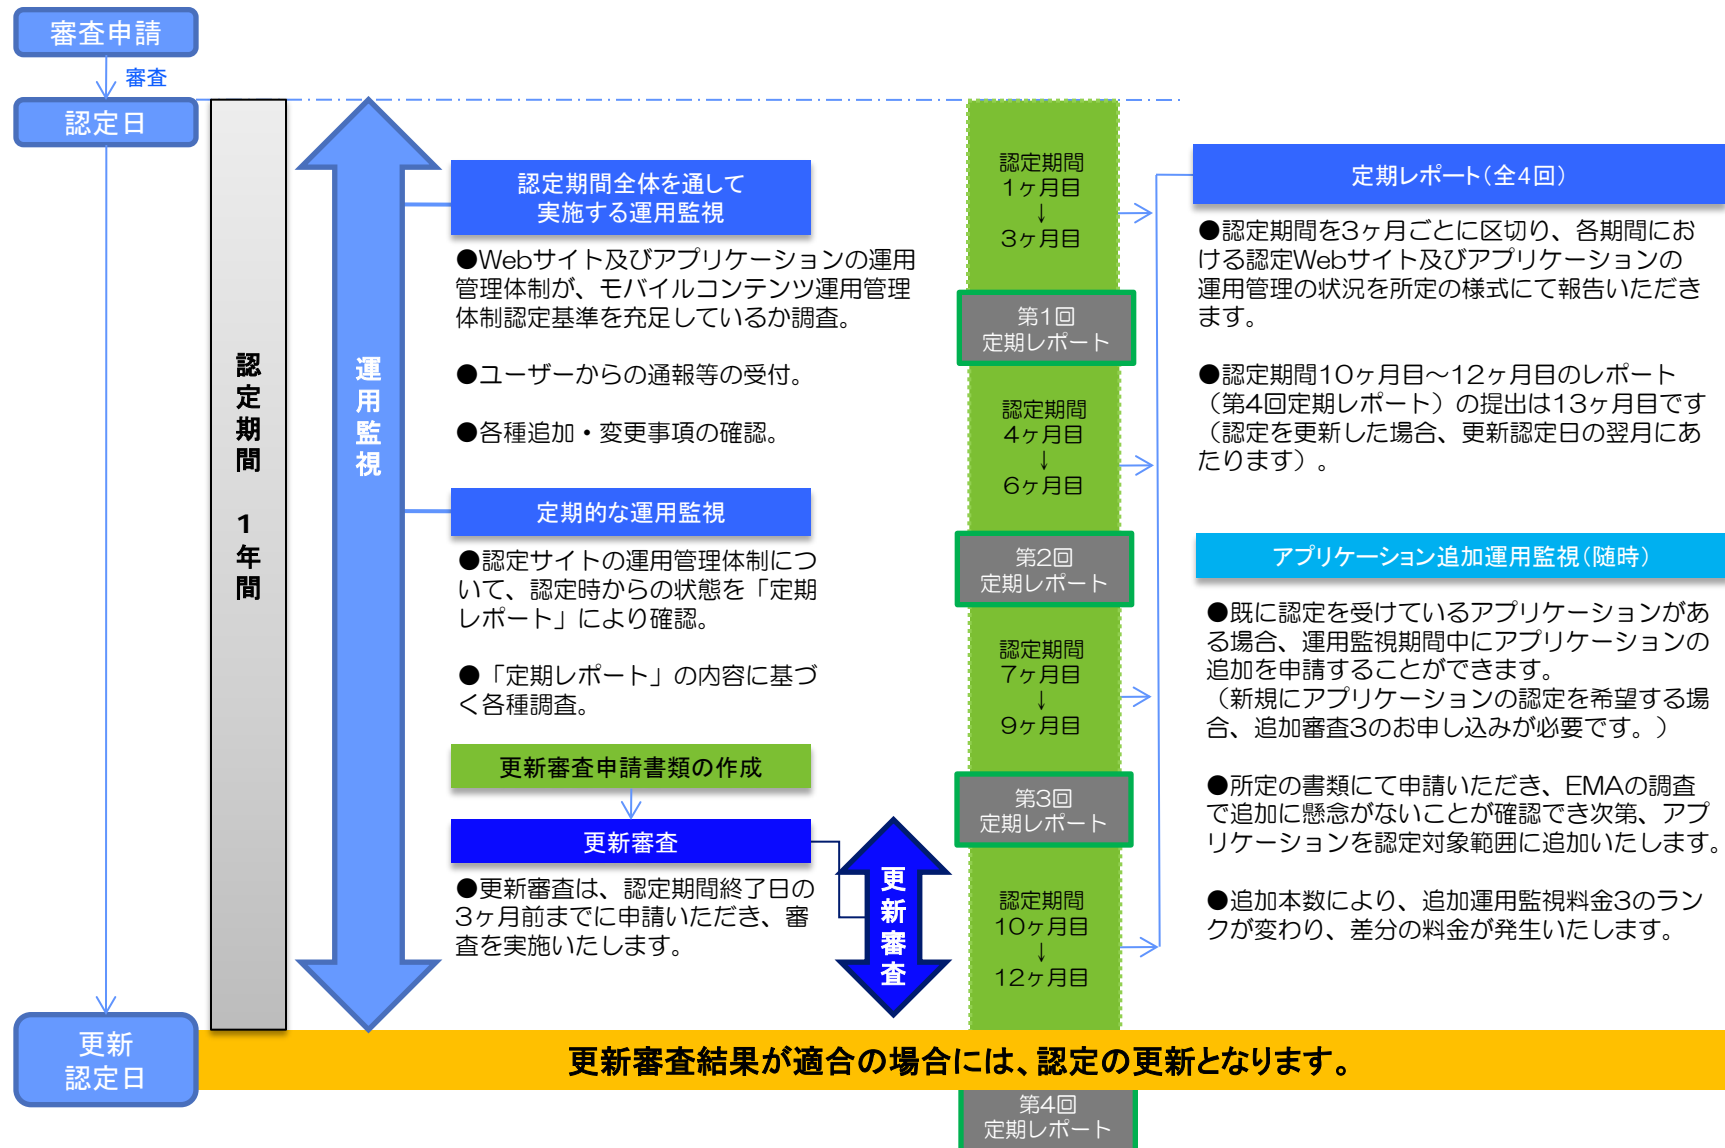 審査申請
審査
認定日
認定期間　1年間
運用監視
認定期間全体を通して
実施する運用監視
●Webサイト及びアプリケーションの運用
管理体制が、モバイルコンテンツ運用管理
体制認定基準を充足しているか調査。
●ユーザーからの通報等の受付。
●各種追加・変更事項の確認。
定期的な運用監視
●認定サイトの運用管理体制につ
いて、認定時からの状態を「定期
レポート」により確認。
●「定期レポート」の内容に基づ
く各種調査。
更新審査申請書類の作成
更新審査
●更新審査は、認定期間終了日の
3ヶ月前までに申請いただき、審
査を実施いたします。
更新審査
認定期間
1ヶ月目
↓
3ヶ月目
第1回
定期レポート
認定期間
4ヶ月目
↓
6ヶ月目
第2回
定期レポート
認定期間
7ヶ月目
↓
9ヶ月目
第3回
定期レポート
認定期間
10ヶ月目
↓
12ヶ月目
定期レポート（全4回）
●認定期間を3ヶ月ごとに区切り、各期間にお
ける認定Webサイト及びアプリケーションの
運用管理の状況を所定の様式にて報告いただき
ます。
●認定期間10ヶ月目～12ヶ月目のレポート
（第4回定期レポート）の提出は13ヶ月目です
（認定を更新した場合、更新認定日の翌月にあ
たります）。
アプリケーション追加運用監視（随時）
●既に認定を受けているアプリケーションがあ
る場合、運用監視期間中にアプリケーションの
追加を申請することができます。
（新規にアプリケーションの認定を希望する場
合、追加審査3のお申し込みが必要です。）
●所定の書類にて申請いただき、EMAの調査
で追加に懸念がないことが確認でき次第、アプ
リケーションを認定対象範囲に追加いたします。
●追加本数により、追加運用監視料金3のラン
クが変わり、差分の料金が発生いたします。
更新
認定日
更新審査結果が適合の場合には、認定の更新となります。
第4回
定期レポート